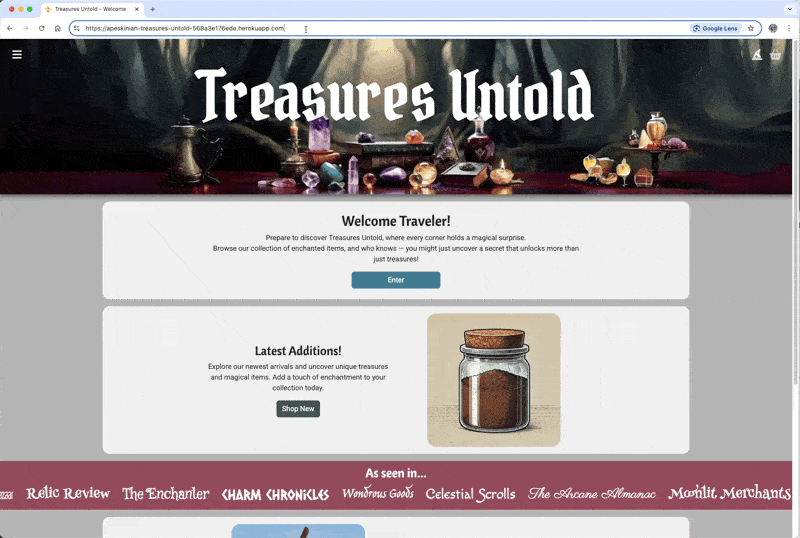 Treasures Untold - Welcome
https://apeskinian-treasures-untold-568a3e176ede.herokuapp.com
Google Lens
Treasures Untold
Welcome Traveler!
Prepare to discover Treasures Untold, where every corner holds a magical surprise.
Browse our collection of enchanted items, and who knows — you might just uncover a secret that unlocks more than
just treasures!
Enter
Latest Additions!
Explore our newest arrivals and uncover unique treasures
and magical items. Add a touch of enchantment to your
collection today.
Shop New
As seen in...
Relic Review The Enchanter CHARM CHRONICLES Wondrous Goods Celestial Scrolls The Arcane Almanac Moonlit Merchants